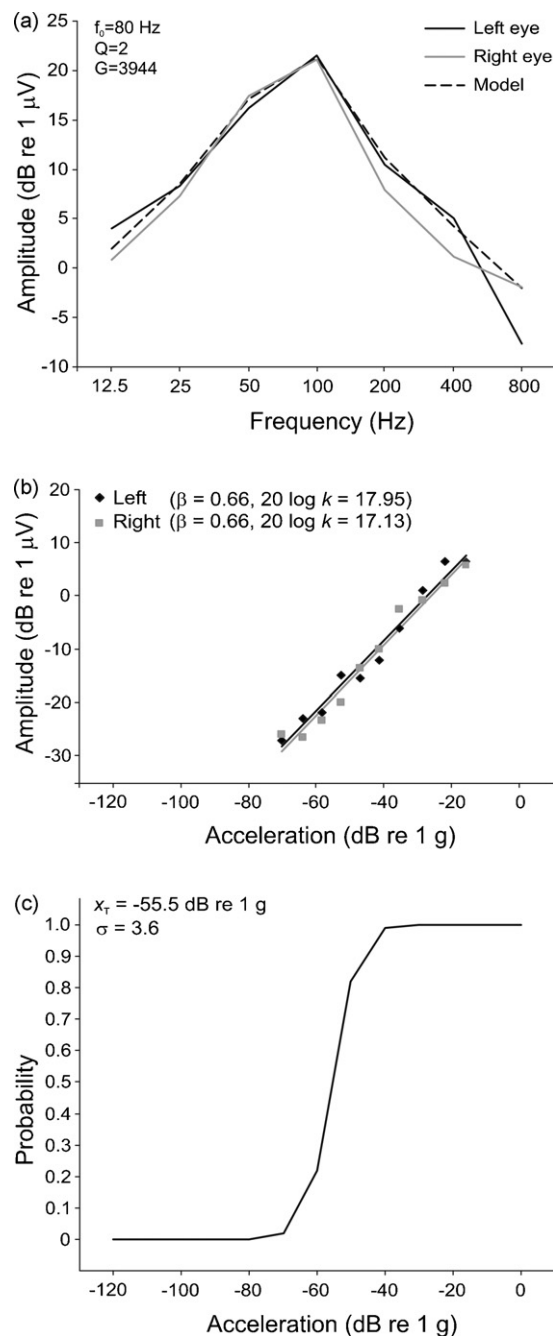 (a)
f₀=80 Hz
Q=2
G=3944
Left eye
Right eye
Model
Amplitude (dB re 1 μV)
25
20
15
10
5
0
-5
-10
12.5 25 50 100 200 400 800
Frequency (Hz)
(b)
Left (β = 0.66, 20 log k = 17.95)
Right (β = 0.66, 20 log k = 17.13)
Amplitude (dB re 1 μV)
20
10
0
-10
-20
-30
-120 -100 -80 -60 -40 -20 0
Acceleration (dB re 1 g)
(c)
x_T = -55.5 dB re 1 g
σ = 3.6
Probability
1.0
0.9
0.8
0.7
0.6
0.5
0.4
0.3
0.2
0.1
0
-120 -100 -80 -60 -40 -20 0
Acceleration (dB re 1 g)